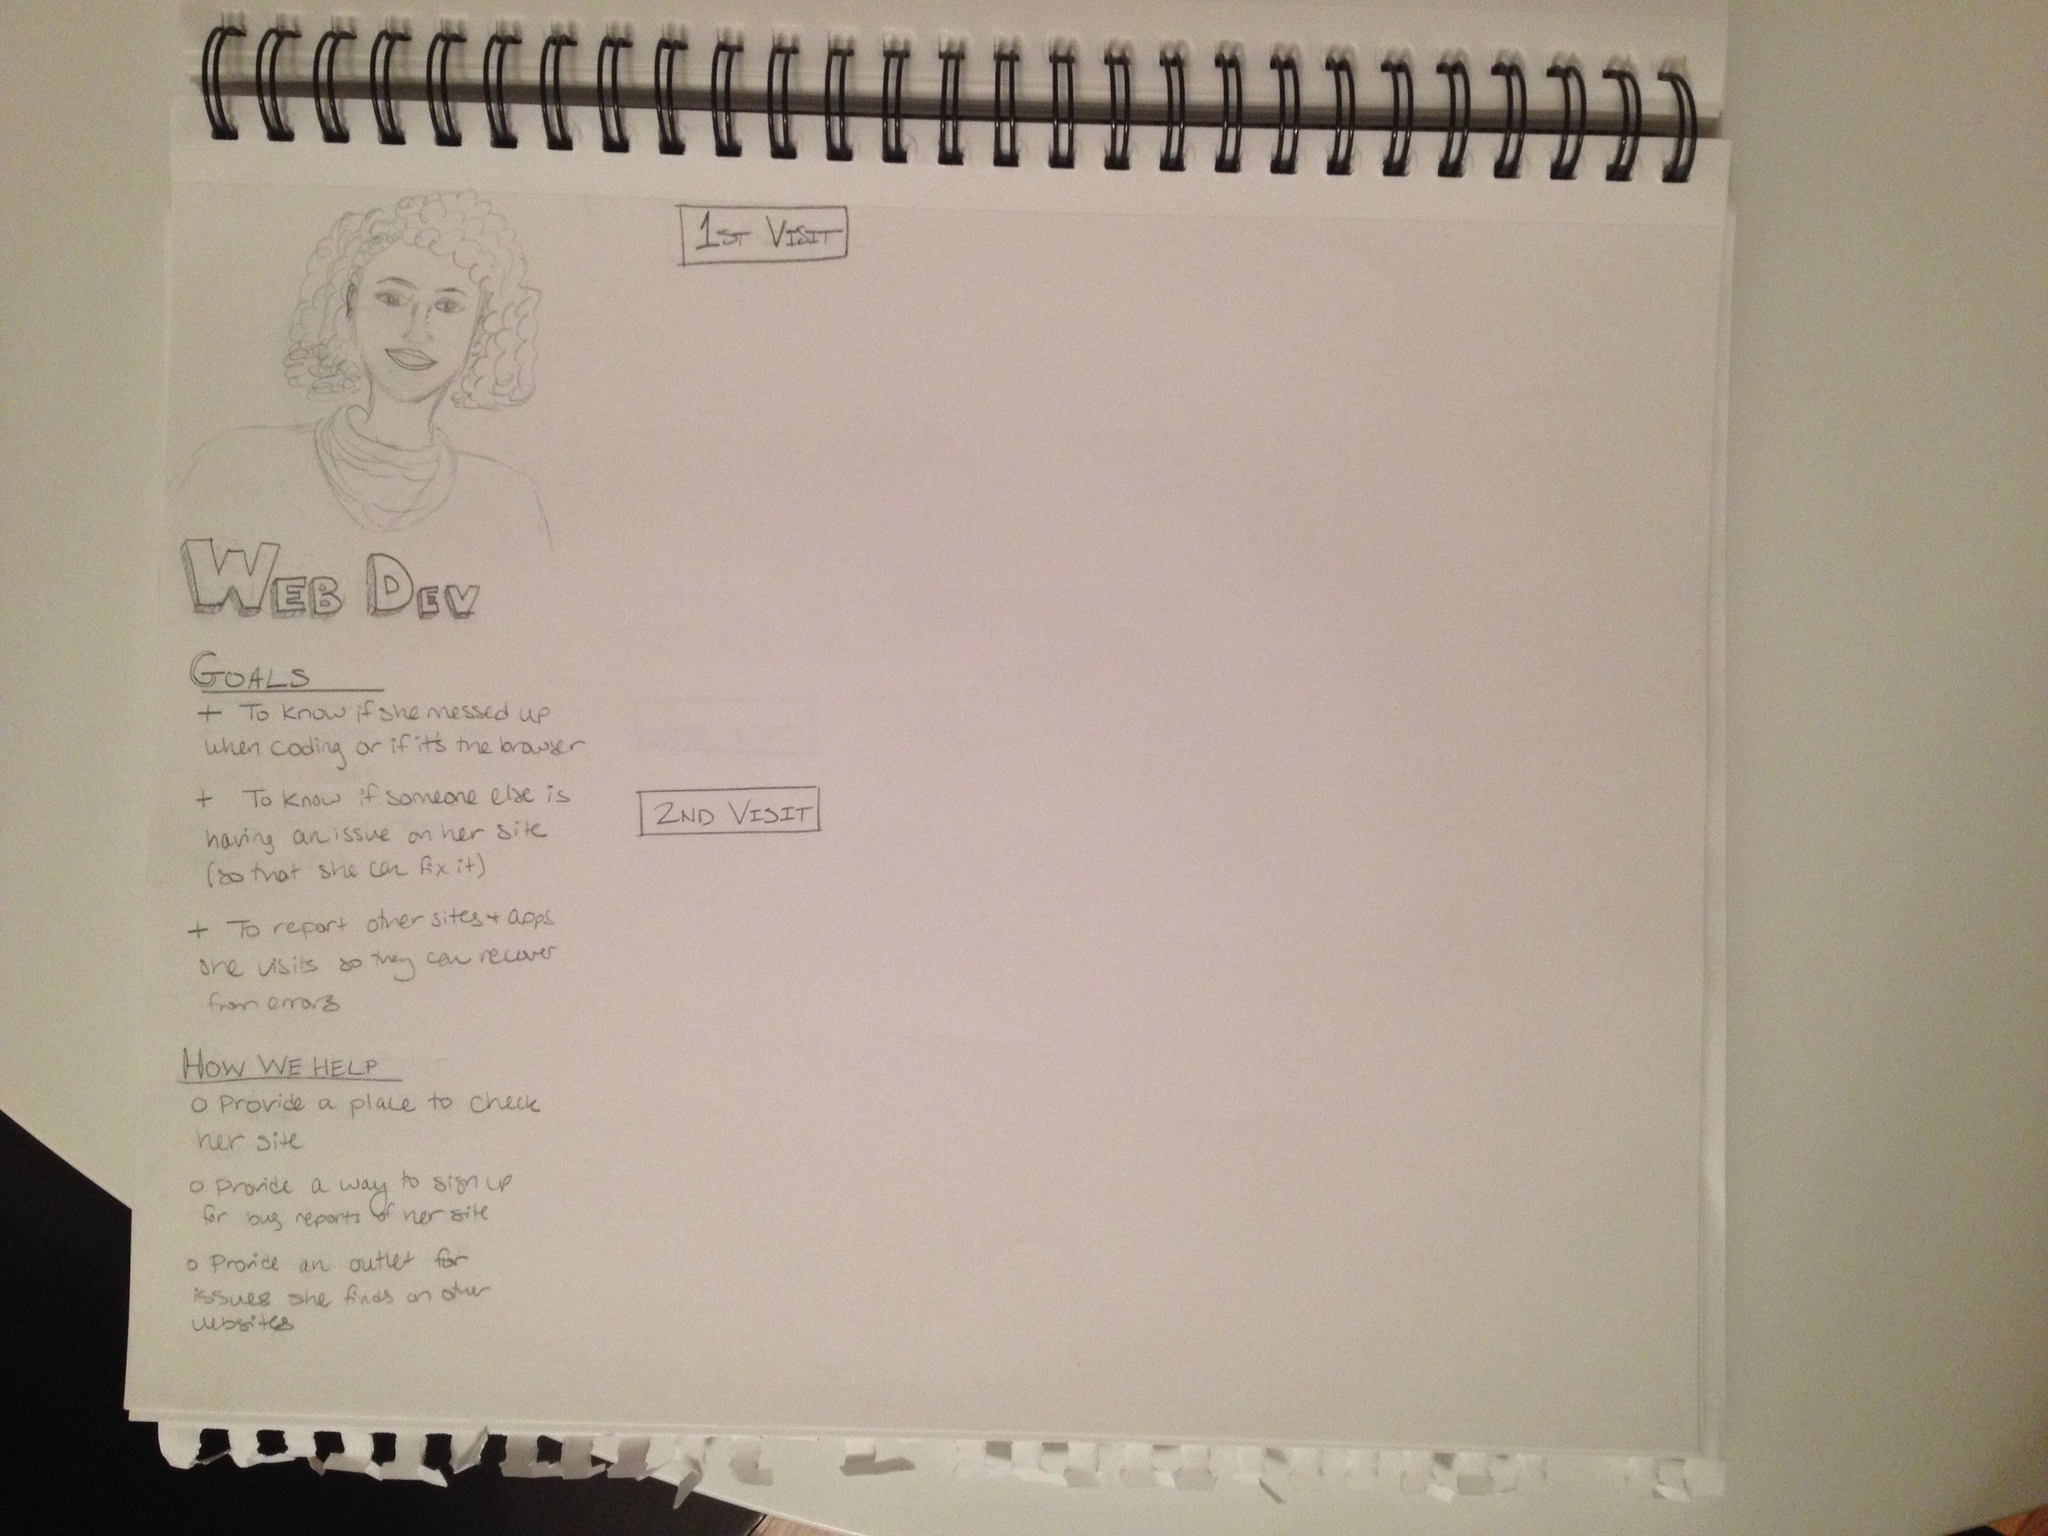 1ST VISIT
WEB DEV
GOALS
+ To know if she messed up
when coding or if it's the browser
+ To know if someone else is
having an issue on her site
(so that she can fix it)
+ To report other sites + apps
she visits so they can recover
from errors
HOW WE HELP
o Provide a place to check
her site
o Provide a way to sign up
for bug reports of her site
o Provide an outlet for
issues she finds on other
websites
2ND VISIT